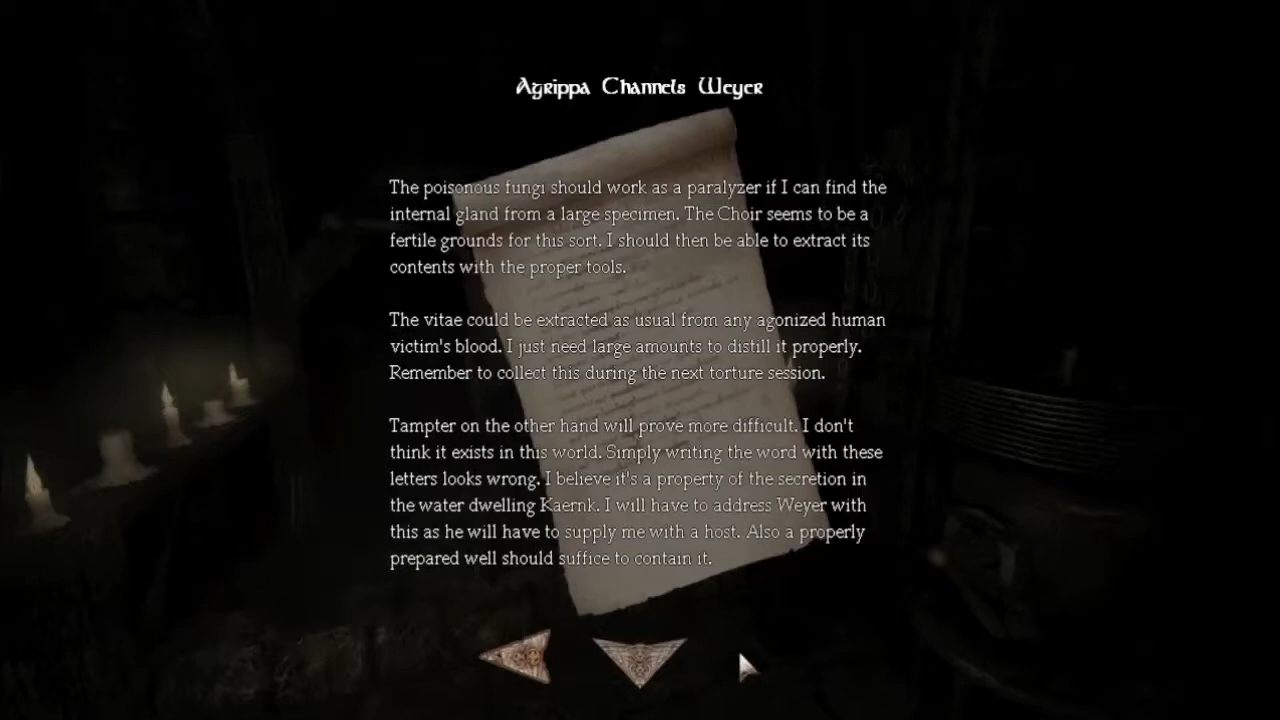 Agrippa Channels Weyer
The poisonous fungi should work as a paralyzer if I can find the
internal gland from a large specimen. The Choir seems to be a
fertile grounds for this sort. I should then be able to extract its
contents with the proper tools.
The vitae could be extracted as usual from any agonized human
victim's blood. I just need large amounts to distill it properly.
Remember to collect this during the next torture session.
Tampter on the other hand will prove more difficult. I don't
think it exists in this world. Simply writing the word with these
letters looks wrong. I believe it's a property of the secretion in
the water dwelling Kaernk. I will have to address Weyer with
this as he will have to supply me with a host. Also a properly
prepared well should suffice to contain it.